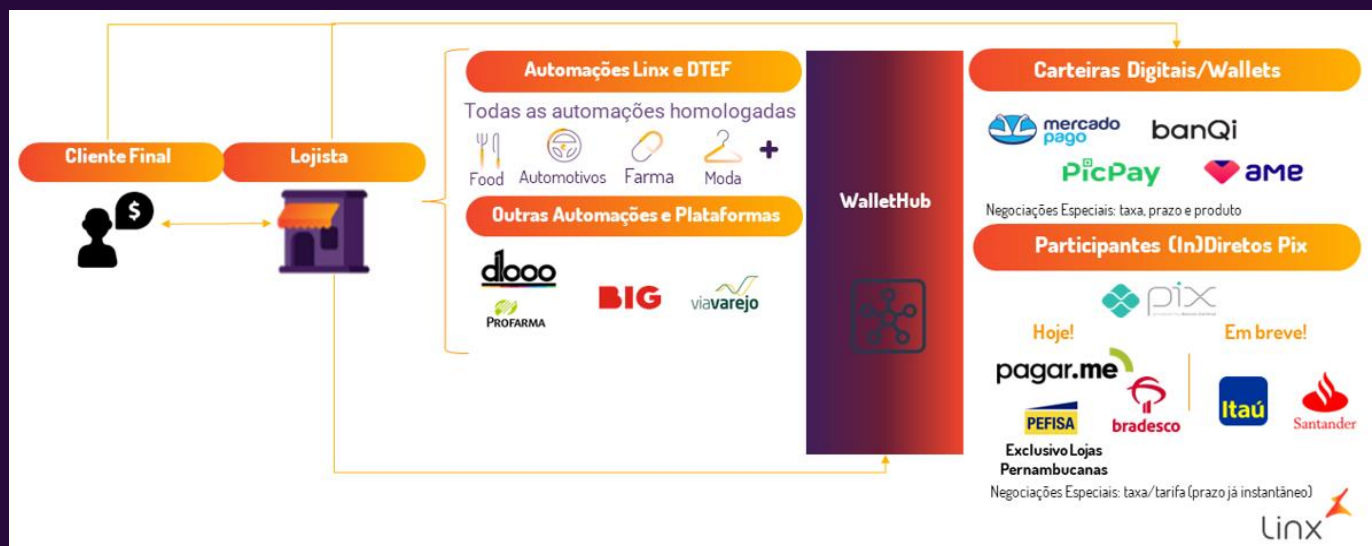 Cliente Final
Lojista
$
Automações Linx e DTEF
Todas as automações homologadas
Food
Automotivos
Farma
Moda
+
Outras Automações e Plataformas
d1000
PROFARMA
BIG
viavarejo
WalletHub
Carteiras Digitais/Wallets
mercado
pago
banQi
PicPay
ame
Negociações Especiais: taxa, prazo e produto
Participantes (In)Diretos Pix
pix
Hoje!
Em breve!
pagar.me
PEFISA
bradesco
Itaú
Santander
Exclusivo Lojas
Pernambucanas
Negociações Especiais: taxa/tarifa (prazo já instantâneo)
Linx